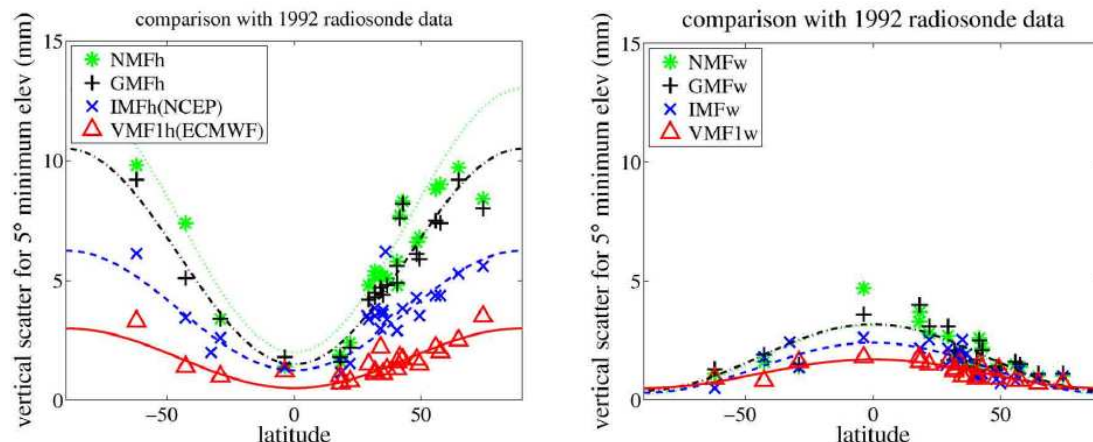 comparison with 1992 radiosonde data
vertical scatter for 5° minimum elev (mm)
15
10
5
0
NMFh
GMFh
IMFh(NCEP)
VMF1h(ECMWF)
−50
0
50
latitude
comparison with 1992 radiosonde data
vertical scatter for 5° minimum elev (mm)
15
10
5
0
NMFw
GMFw
IMFw
VMF1w
−50
0
50
latitude